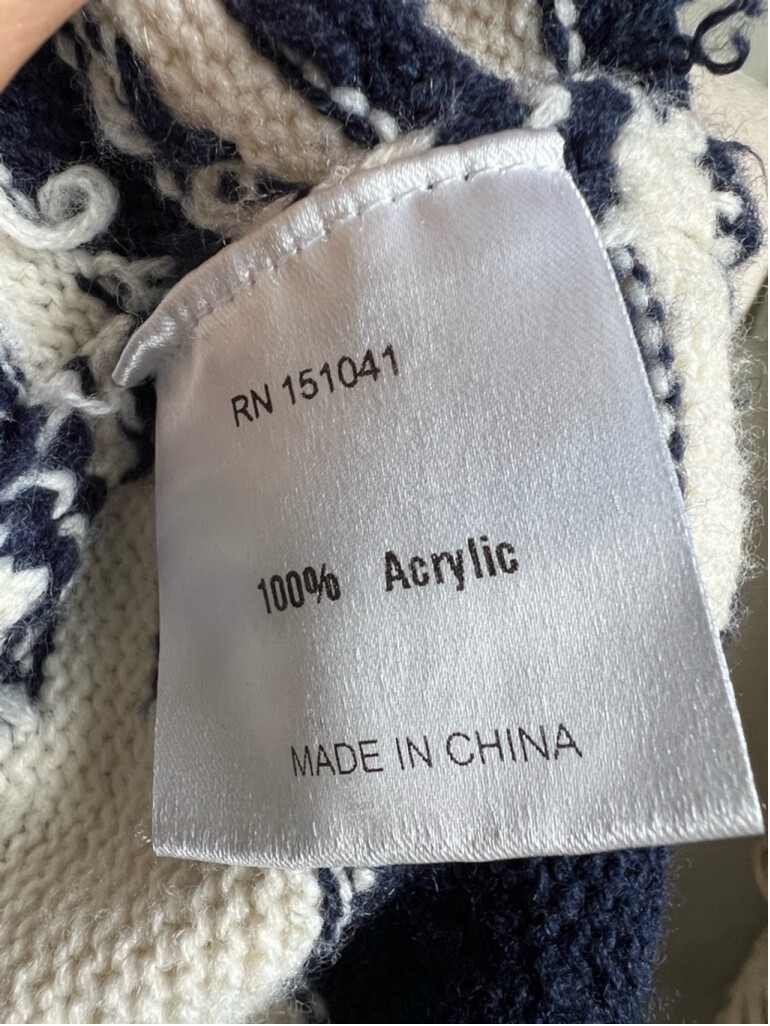 RN 151041
100% Acrylic
MADE IN CHINA